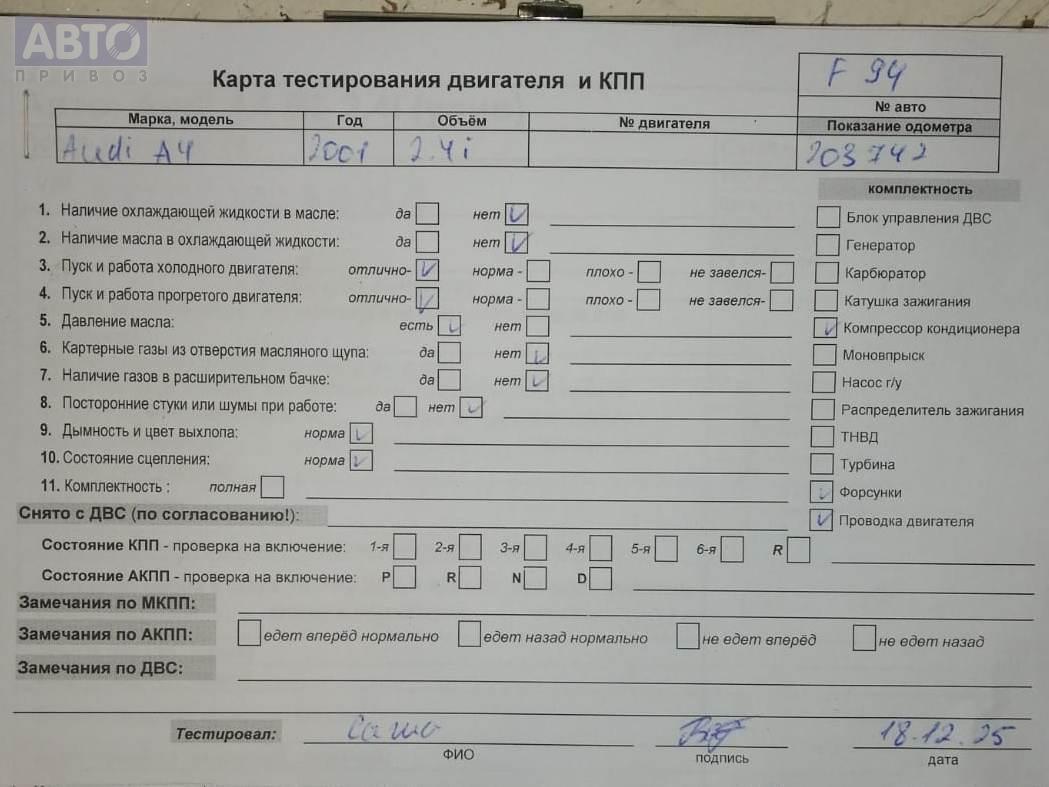 АВТО
ПРИВОЗ
Карта тестирования двигателя и КПП
F 94
№ авто
Марка, модель Год Объём № двигателя Показание одометра
Audi A4 2001 2.4i 203742
комплектность
1. Наличие охлаждающей жидкости в масле: да нет Блок управления ДВС
2. Наличие масла в охлаждающей жидкости: да нет Генератор
3. Пуск и работа холодного двигателя: отлично- норма - плохо - не завелся- Карбюратор
4. Пуск и работа прогретого двигателя: отлично- норма - плохо - не завелся- Катушка зажигания
5. Давление масла: есть нет Компрессор кондиционера
6. Картерные газы из отверстия масляного щупа: да нет Моновпрыск
7. Наличие газов в расширительном бачке: да нет Насос г/у
8. Посторонние стуки или шумы при работе: да нет Распределитель зажигания
9. Дымность и цвет выхлопа: норма ТНВД
10. Состояние сцепления: норма Турбина
11. Комплектность : полная Форсунки
Снято с ДВС (по согласованию!): Проводка двигателя
Состояние КПП - проверка на включение: 1-я 2-я 3-я 4-я 5-я 6-я R
Состояние АКПП - проверка на включение: P R N D
Замечания по МКПП:
Замечания по АКПП: едет вперёд нормально едет назад нормально не едет вперёд не едет назад
Замечания по ДВС:
Тестировал: Саша 18.12.25
ФИО подпись дата